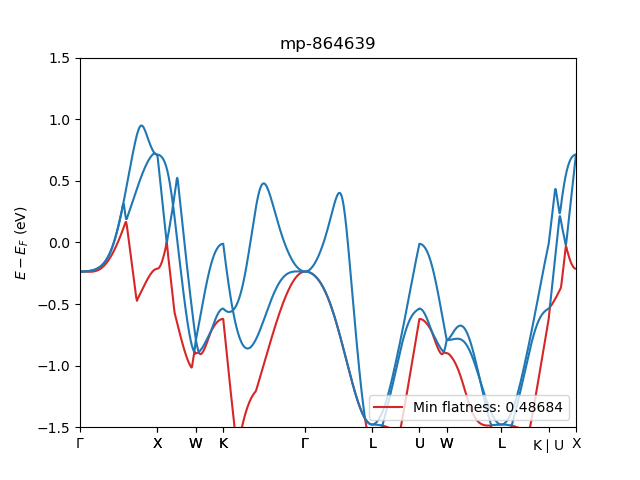 mp-864639
1.5
1.0
0.5
0.0
−0.5
−1.0
−1.5
E − E_F (eV)
Min flatness: 0.48684
Γ X W K Γ L U W L K | U X